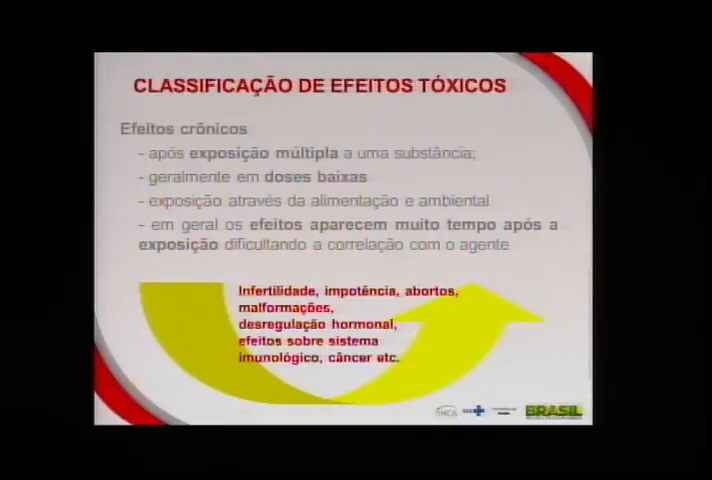 CLASSIFICAÇÃO DE EFEITOS TÓXICOS
Efeitos crônicos
- após exposição múltipla a uma substância;
- geralmente em doses baixas
- exposição através da alimentação e ambiental
- em geral os efeitos aparecem muito tempo após a
exposição dificultando a correlação com o agente
Infertilidade, impotência, abortos,
malformações,
desregulação hormonal,
efeitos sobre sistema
imunológico, câncer etc.
INCA
BRASIL